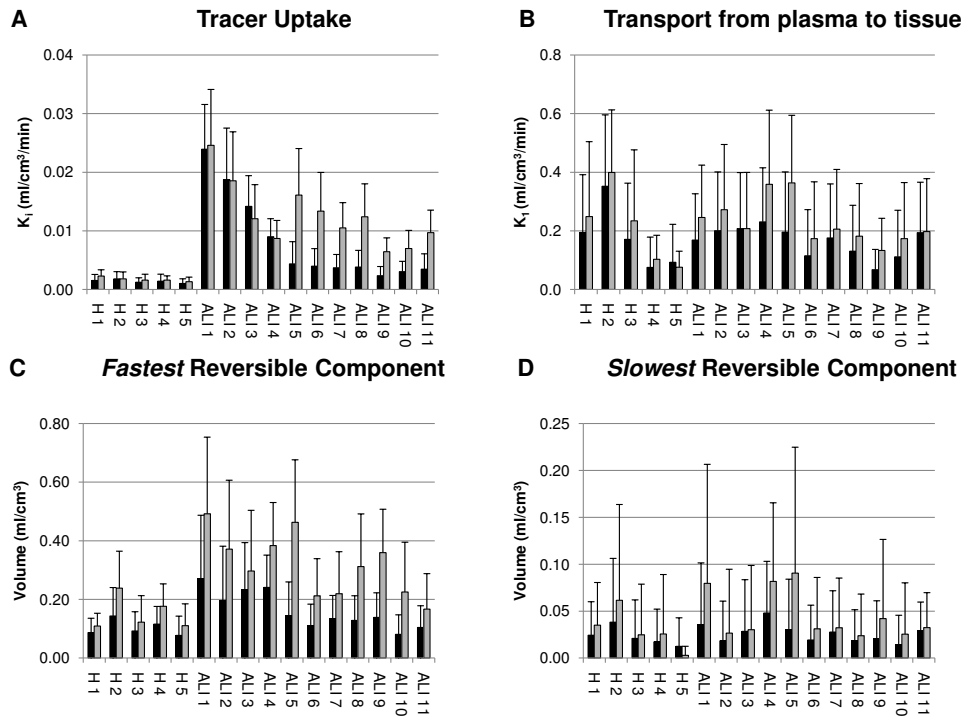 A Tracer Uptake
B Transport from plasma to tissue
0.04
0.03
0.02
0.01
0.00
Kᵢ (ml/cm³/min)
H 1
H 2
H 3
H 4
H 5
ALI 1
ALI 2
ALI 3
ALI 4
ALI 5
ALI 6
ALI 7
ALI 8
ALI 9
ALI 10
ALI 11
0.8
0.6
0.4
0.2
0.0
K₁ (ml/cm³/min)
H 1
H 2
H 3
H 4
H 5
ALI 1
ALI 2
ALI 3
ALI 4
ALI 5
ALI 6
ALI 7
ALI 8
ALI 9
ALI 10
ALI 11
C Fastest Reversible Component
D Slowest Reversible Component
0.80
0.60
0.40
0.20
0.00
Volume (ml/cm³)
H 1
H 2
H 3
H 4
H 5
ALI 1
ALI 2
ALI 3
ALI 4
ALI 5
ALI 6
ALI 7
ALI 8
ALI 9
ALI 10
ALI 11
0.25
0.20
0.15
0.10
0.05
0.00
Volume (ml/cm³)
H 1
H 2
H 3
H 4
H 5
ALI 1
ALI 2
ALI 3
ALI 4
ALI 5
ALI 6
ALI 7
ALI 8
ALI 9
ALI 10
ALI 11